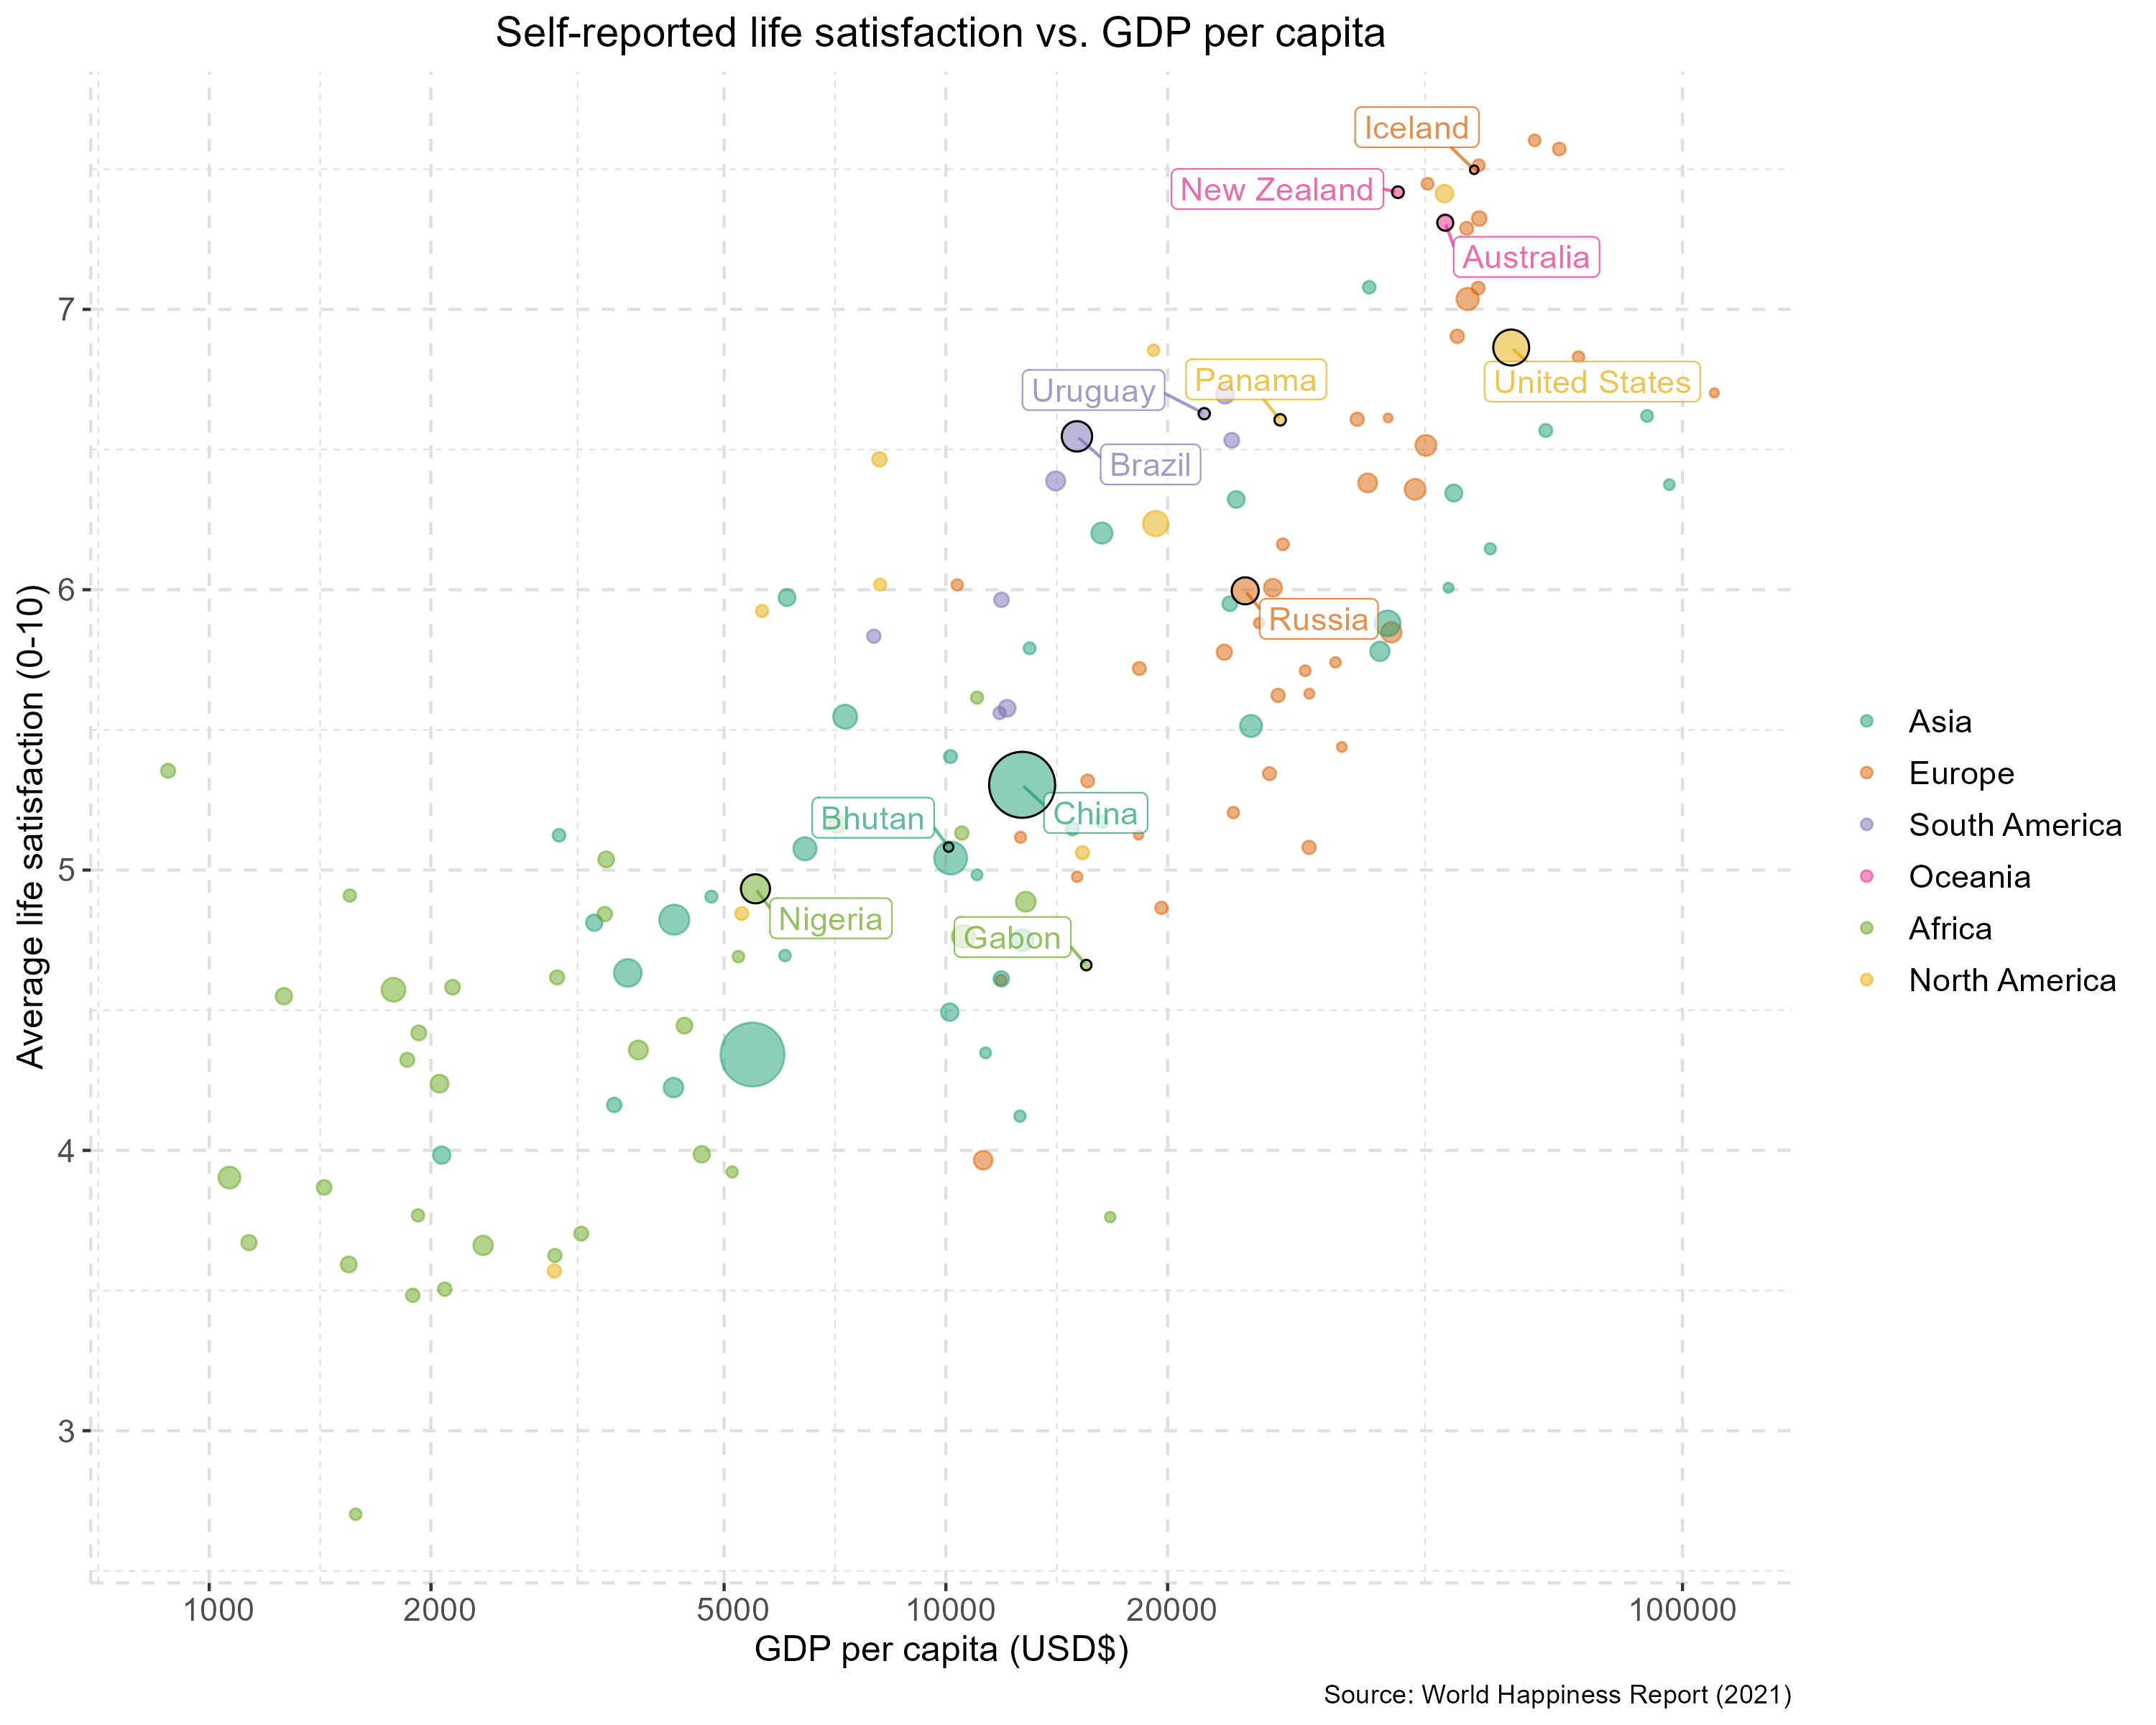 Self-reported life satisfaction vs. GDP per capita
Iceland
New Zealand
Australia
7
Panama
United States
Uruguay
Brazil
6
Russia
Average life satisfaction (0-10)
Asia
Europe
South America
Oceania
Africa
North America
China
Bhutan
5
Nigeria
Gabon
4
3
1000 2000 5000 10000 20000 100000
GDP per capita (USD$)
Source: World Happiness Report (2021)